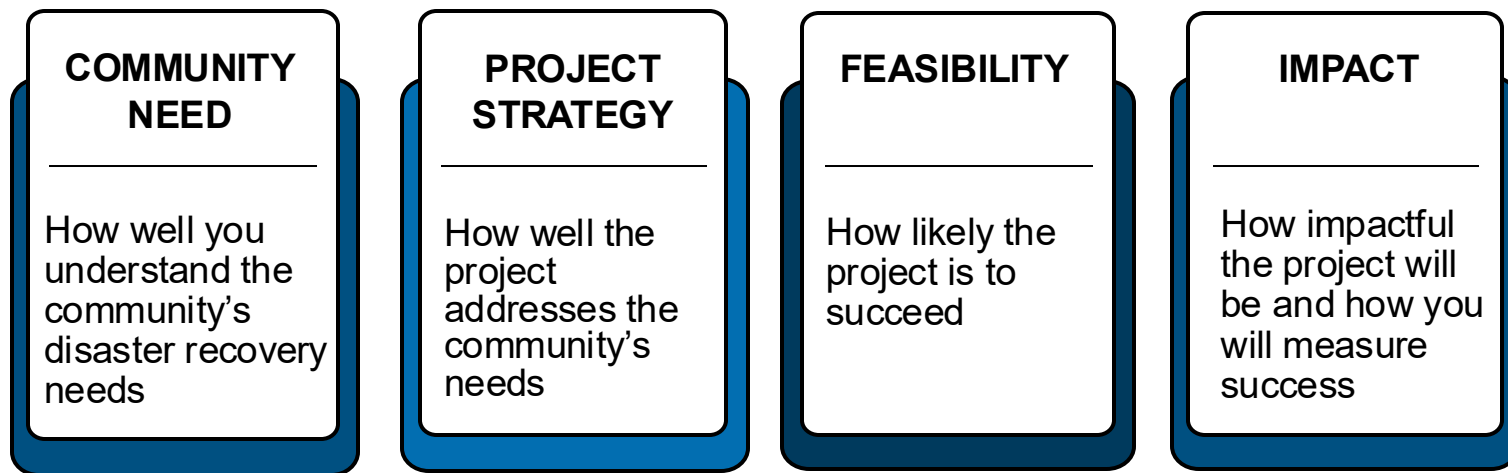 COMMUNITY
NEED
How well you
understand the
community’s
disaster recovery
needs
PROJECT
STRATEGY
How well the
project
addresses the
community’s
needs
FEASIBILITY
How likely the
project is to
succeed
IMPACT
How impactful
the project will
be and how you
will measure
success